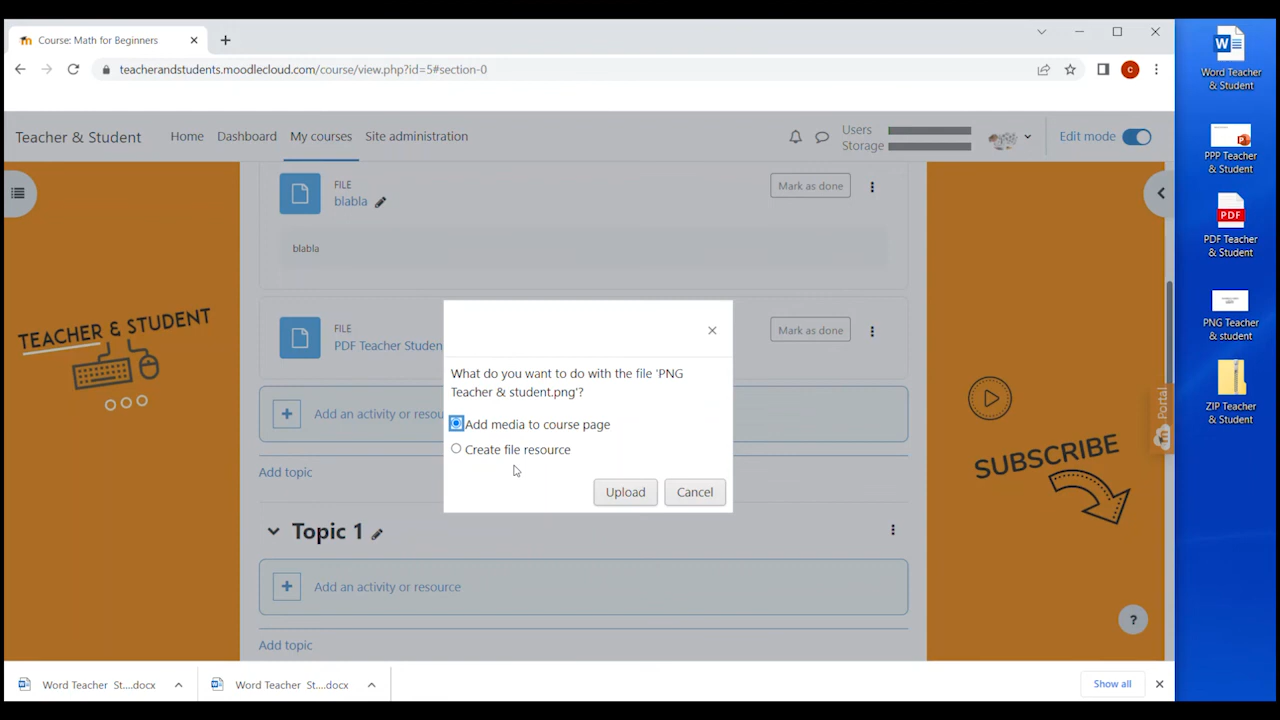 Course: Math for Beginners
teacherandstudents.moodlecloud.com/course/view.php?id=5#section-0
C
Teacher & Student
Home
Dashboard
My courses
Site administration
Users
Storage
Edit mode
FILE
blabla
Mark as done
blabla
FILE
PDF Teacher Studen
Mark as done
Add an activity or resou
Add topic
Topic 1
Add an activity or resource
Add topic
What do you want to do with the file 'PNG
Teacher & student.png'?
Add media to course page
Create file resource
Upload
Cancel
TEACHER & STUDENT
SUBSCRIBE
Portal
?
Word Teacher St....docx
Word Teacher St....docx
Show all
Word Teacher
& Student
PPP Teacher
& Student
PDF
PDF Teacher
& Student
PNG Teacher
& student
ZIP Teacher
& Student